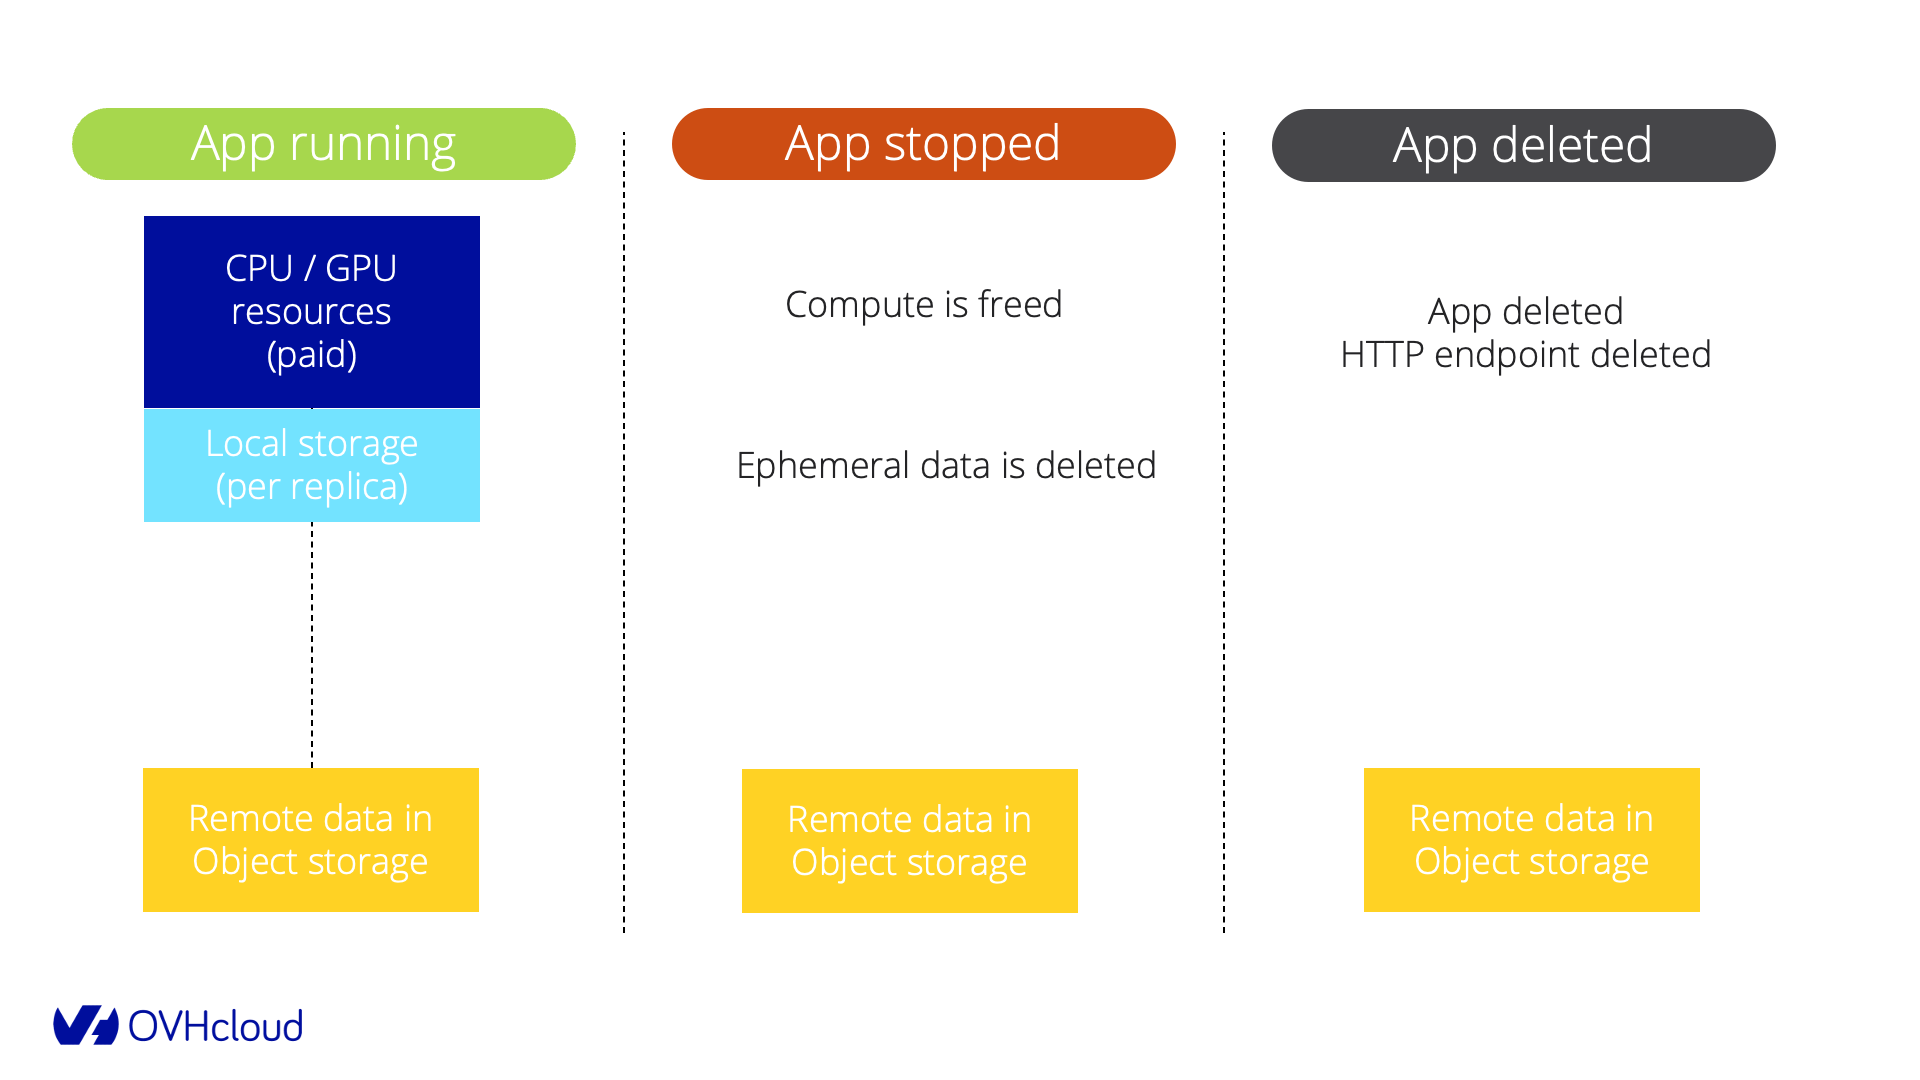 App running
CPU / GPU
resources
(paid)
Local storage
(per replica)
Remote data in
Object storage
App stopped
Compute is freed
Ephemeral data is deleted
Remote data in
Object storage
App deleted
App deleted
HTTP endpoint deleted
Remote data in
Object storage
OVHcloud